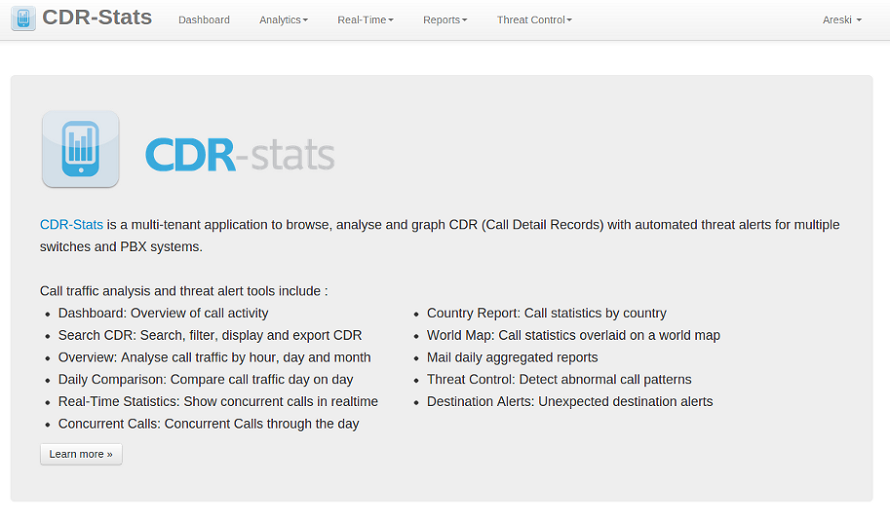 CDR-Stats Dashboard Analytics Real-Time Reports Threat Control Areski
CDR-stats
CDR-Stats is a multi-tenant application to browse, analyse and graph CDR (Call Detail Records) with automated threat alerts for multiple
switches and PBX systems.
Call traffic analysis and threat alert tools include :
• Dashboard: Overview of call activity
• Search CDR: Search, filter, display and export CDR
• Overview: Analyse call traffic by hour, day and month
• Daily Comparison: Compare call traffic day on day
• Real-Time Statistics: Show concurrent calls in realtime
• Concurrent Calls: Concurrent Calls through the day
• Country Report: Call statistics by country
• World Map: Call statistics overlaid on a world map
• Mail daily aggregated reports
• Threat Control: Detect abnormal call patterns
• Destination Alerts: Unexpected destination alerts
Learn more »